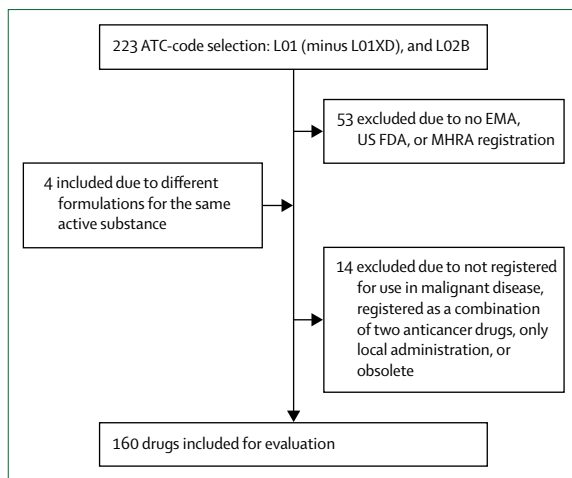 223 ATC-code selection: L01 (minus L01XD), and L02B
53 excluded due to no EMA,
US FDA, or MHRA registration
4 included due to different
formulations for the same
active substance
14 excluded due to not registered
for use in malignant disease,
registered as a combination
of two anticancer drugs, only
local administration, or
obsolete
160 drugs included for evaluation